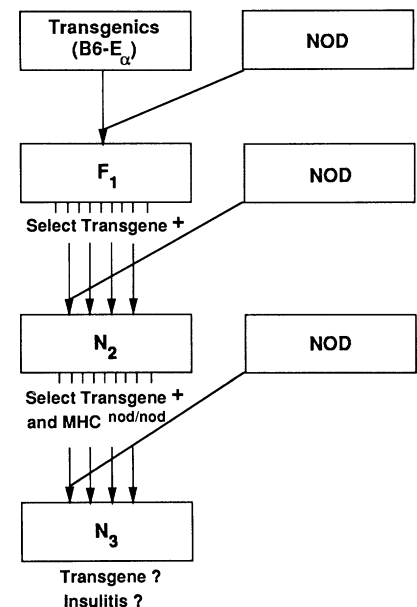 Transgenics
(B6-Eα)
NOD
F1
NOD
Select Transgene +
N2
NOD
Select Transgene +
and MHC nod/nod
N3
Transgene ?
Insulitis ?